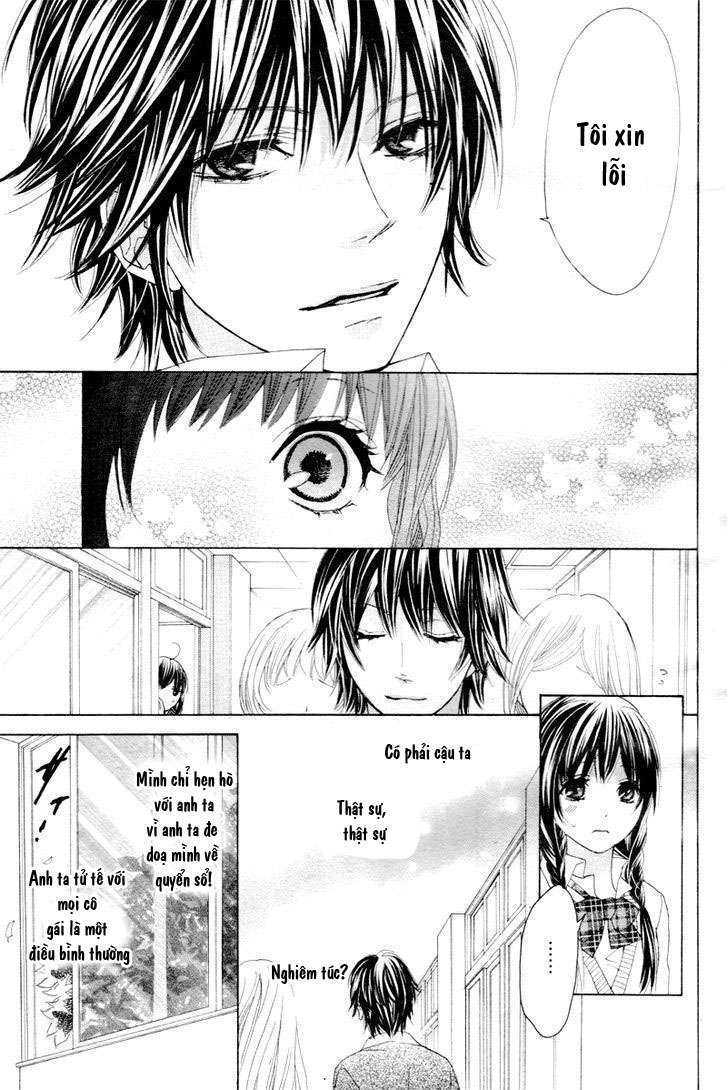 Tôi xin
lỗi
Có phải cậu ta
Thật sự,
thật sự
Nghiêm túc?
........
Mình chỉ hẹn hò
với anh ta
vì anh ta đe
doạ mình về
quyển sổ!
Anh ta tử tế với
mọi cô
gái là một
điều bình thường